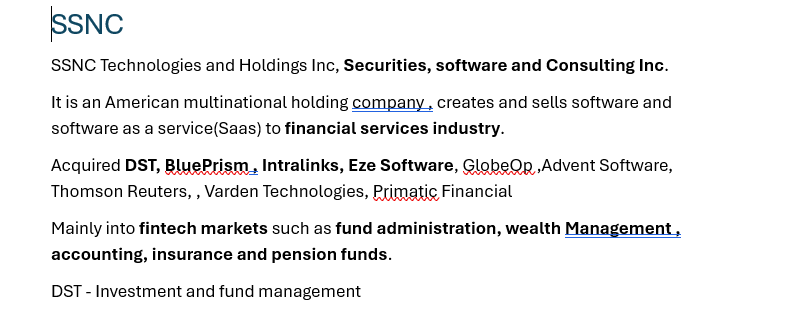 SSNC
SSNC Technologies and Holdings Inc, Securities, software and Consulting Inc.
It is an American multinational holding company , creates and sells software and
software as a service(Saas) to financial services industry.
Acquired DST, BluePrism , Intralinks, Eze Software, GlobeOp ,Advent Software,
Thomson Reuters, , Varden Technologies, Primatic Financial
Mainly into fintech markets such as fund administration, wealth Management ,
accounting, insurance and pension funds.
DST - Investment and fund management